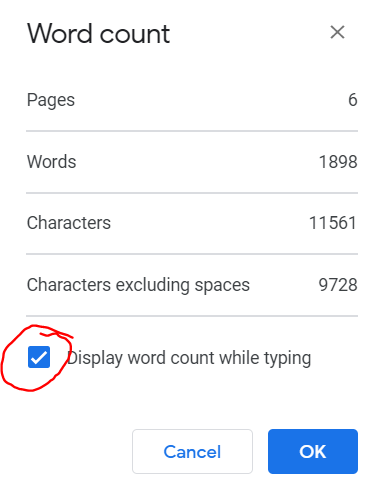 Word count
Pages 6
Words 1898
Characters 11561
Characters excluding spaces 9728
Display word count while typing
Cancel OK